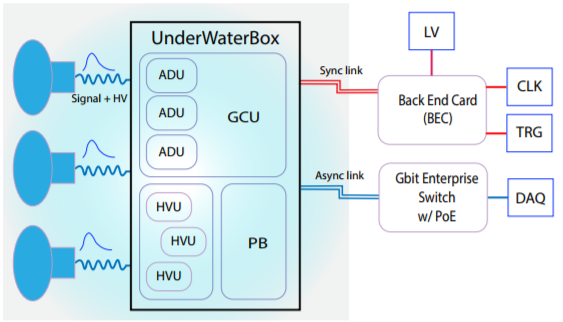 LV
UnderWaterBox
Sync link
ADU
Signal + HV
ADU
GCU
ADU
Back End Card
(BEC)
CLK
TRG
Async link
Gbit Enterprise
Switch
w/ PoE
DAQ
HVU
HVU
PB
HVU